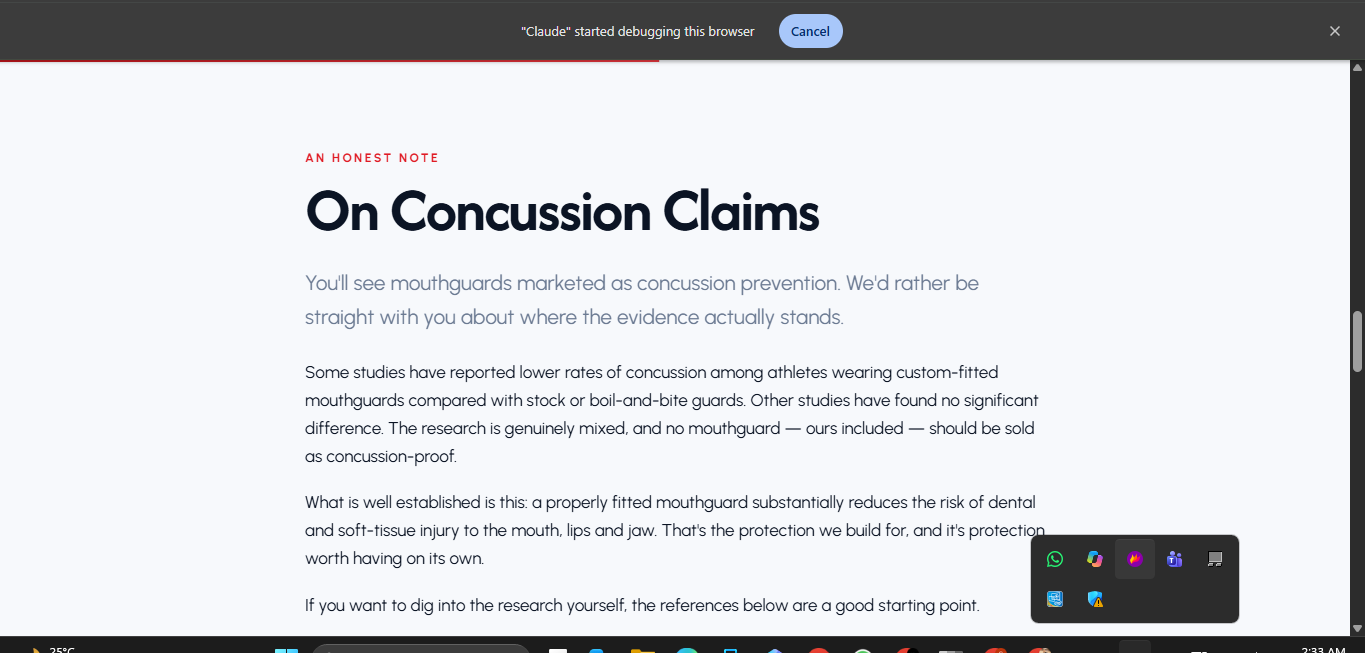 "Claude" started debugging this browser
Cancel
AN HONEST NOTE
On Concussion Claims
You'll see mouthguards marketed as concussion prevention. We'd rather be
straight with you about where the evidence actually stands.
Some studies have reported lower rates of concussion among athletes wearing custom-fitted
mouthguards compared with stock or boil-and-bite guards. Other studies have found no significant
difference. The research is genuinely mixed, and no mouthguard — ours included — should be sold
as concussion-proof.
What is well established is this: a properly fitted mouthguard substantially reduces the risk of dental
and soft-tissue injury to the mouth, lips and jaw. That's the protection we build for, and it's protection
worth having on its own.
If you want to dig into the research yourself, the references below are a good starting point.
25°C
2:33 AM